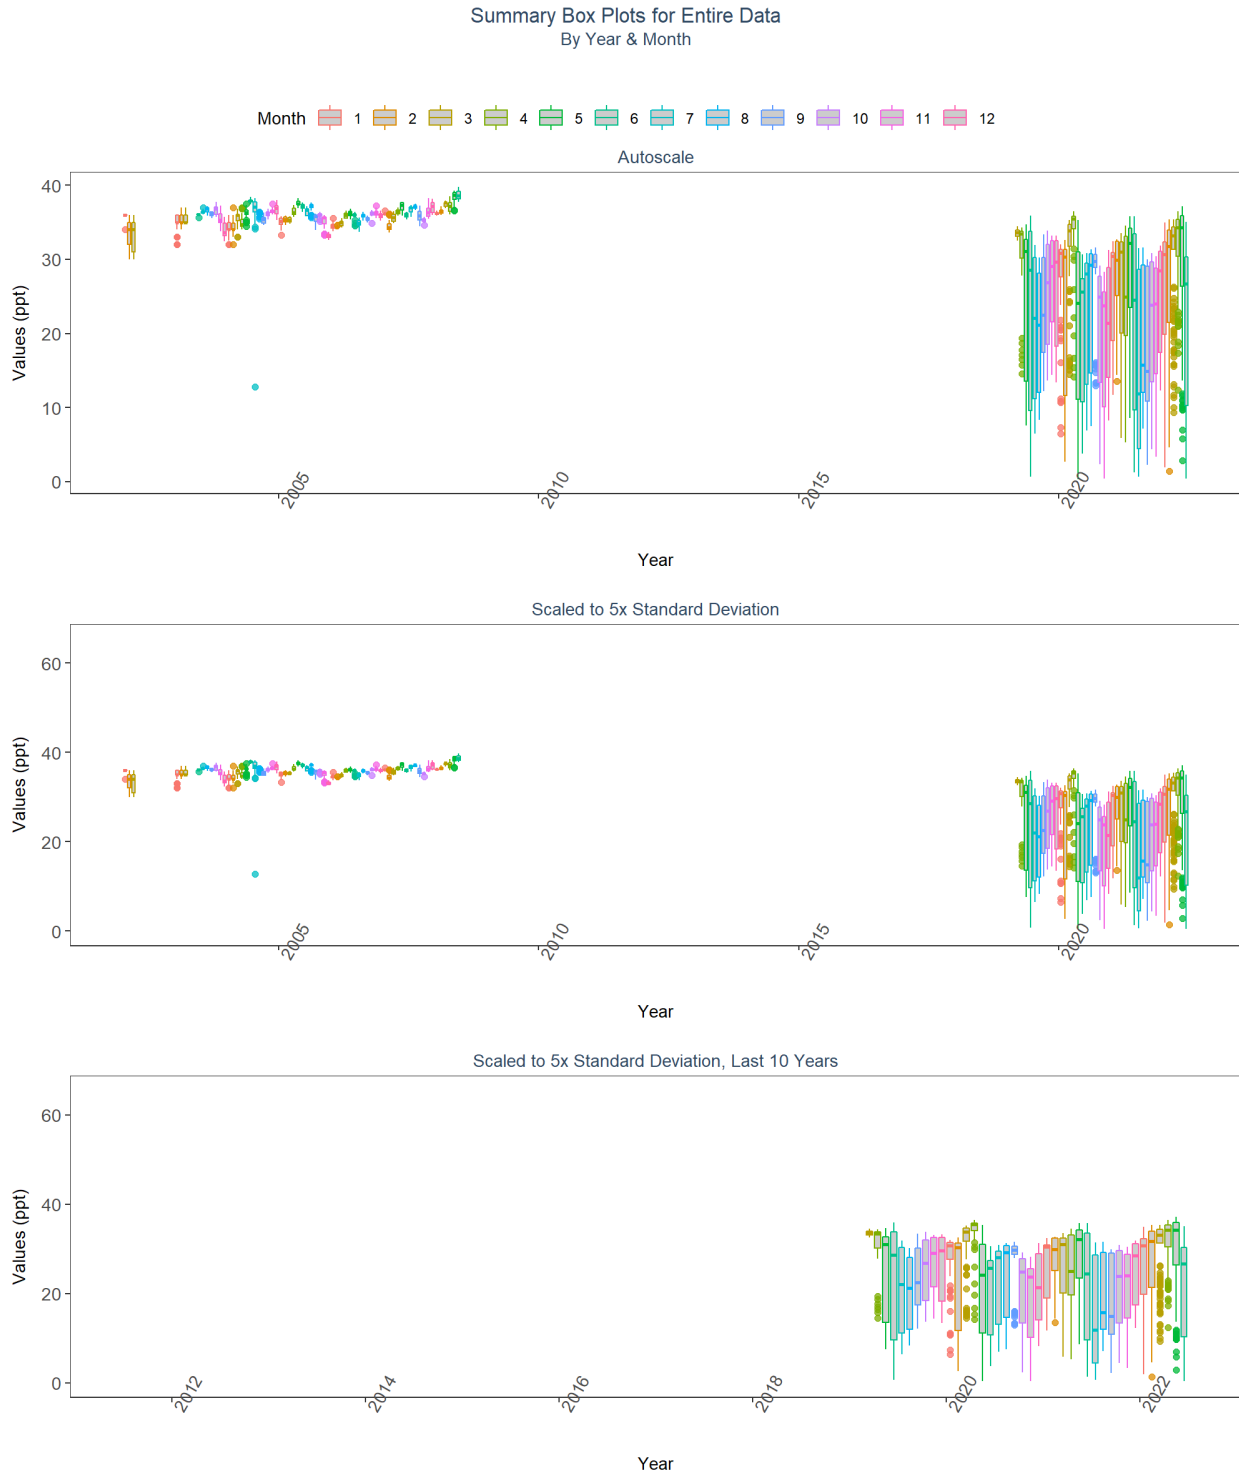 Summary Box Plots for Entire Data
By Year & Month
Month 1 2 3 4 5 6 7 8 9 10 11 12
Autoscale
40
30
20
10
0
Values (ppt)
2005 2010 2015 2020
Year
Scaled to 5x Standard Deviation
60
40
20
0
Values (ppt)
2005 2010 2015 2020
Year
Scaled to 5x Standard Deviation, Last 10 Years
60
40
20
0
Values (ppt)
2012 2014 2016 2018 2020 2022
Year